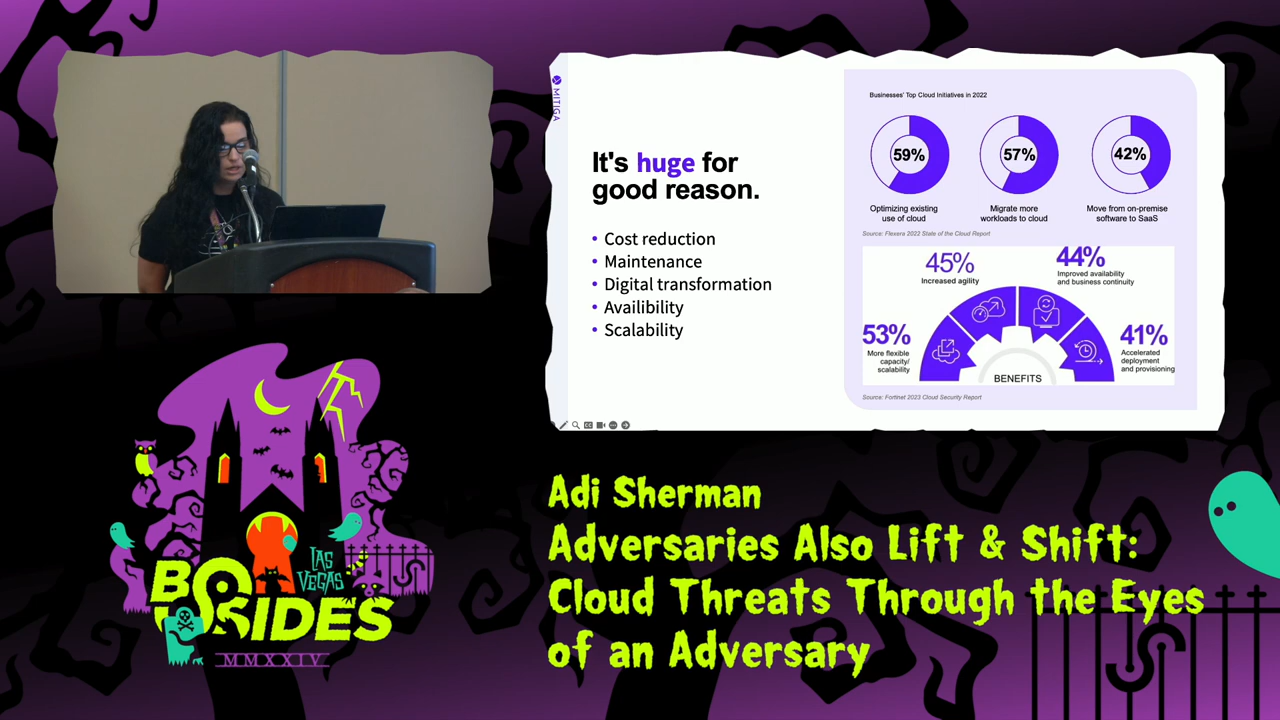 MITIGA
It's huge for
good reason.
• Cost reduction
• Maintenance
• Digital transformation
• Availibility
• Scalability
Businesses' Top Cloud Initiatives in 2022
59%
57%
42%
Optimizing existing
use of cloud
Migrate more
workloads to cloud
Move from on-premise
software to SaaS
Source: Flexera 2022 State of the Cloud Report
45%
Increased agility
44%
Improved availability
and business continuity
53%
More flexible
capacity/
scalability
41%
Accelerated
deployment
and provisioning
BENEFITS
Source: Fortinet 2023 Cloud Security Report
BSIDES
LAS
VEGAS
MMXXIV
Adi Sherman
Adversaries Also Lift & Shift:
Cloud Threats Through the Eyes
of an Adversary